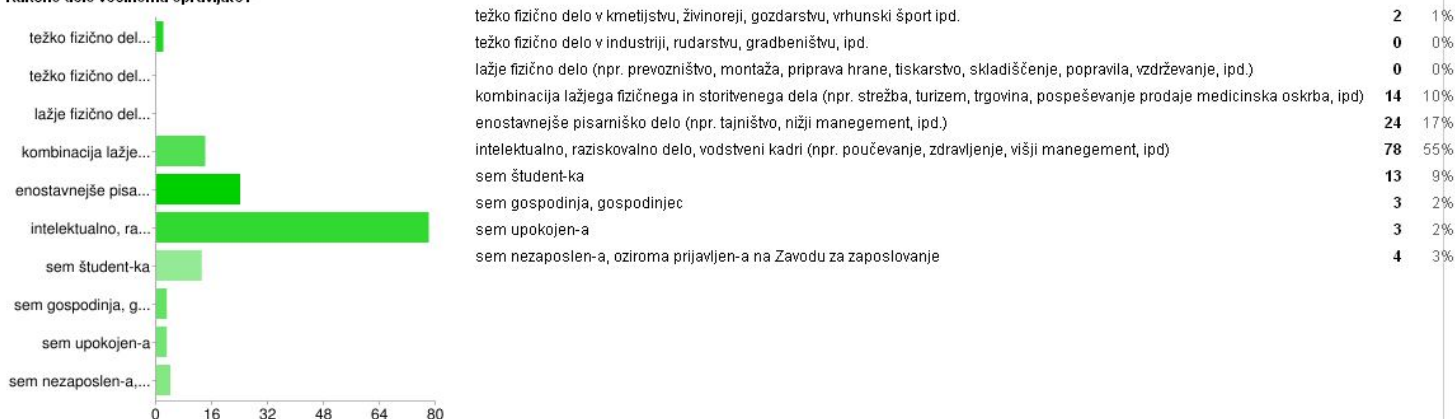 težko fizično del...
težko fizično del...
lažje fizično del...
kombinacija lažje...
enostavnejše pisa...
intelektualno, ra...
sem študent-ka
sem gospodinja, g...
sem upokojen-a
sem nezaposlen-a,...
0 16 32 48 64 80
težko fizično delo v kmetijstvu, živinoreji, gozdarstvu, vrhunski šport ipd. 2 1%
težko fizično delo v industriji, rudarstvu, gradbeništvu, ipd. 0 0%
lažje fizično delo (npr. prevozništvo, montaža, priprava hrane, tiskarstvo, skladiščenje, popravila, vzdrževanje, ipd.) 0 0%
kombinacija lažjega fizičnega in storitvenega dela (npr. strežba, turizem, trgovina, pospeševanje prodaje medicinska oskrba, ipd) 14 10%
enostavnejše pisarniško delo (npr. tajništvo, nižji manegement, ipd.) 24 17%
intelektualno, raziskovalno delo, vodstveni kadri (npr. poučevanje, zdravljenje, višji manegement, ipd) 78 55%
sem študent-ka 13 9%
sem gospodinja, gospodinjec 3 2%
sem upokojen-a 3 2%
sem nezaposlen-a, oziroma prijavljen-a na Zavodu za zaposlovanje 4 3%